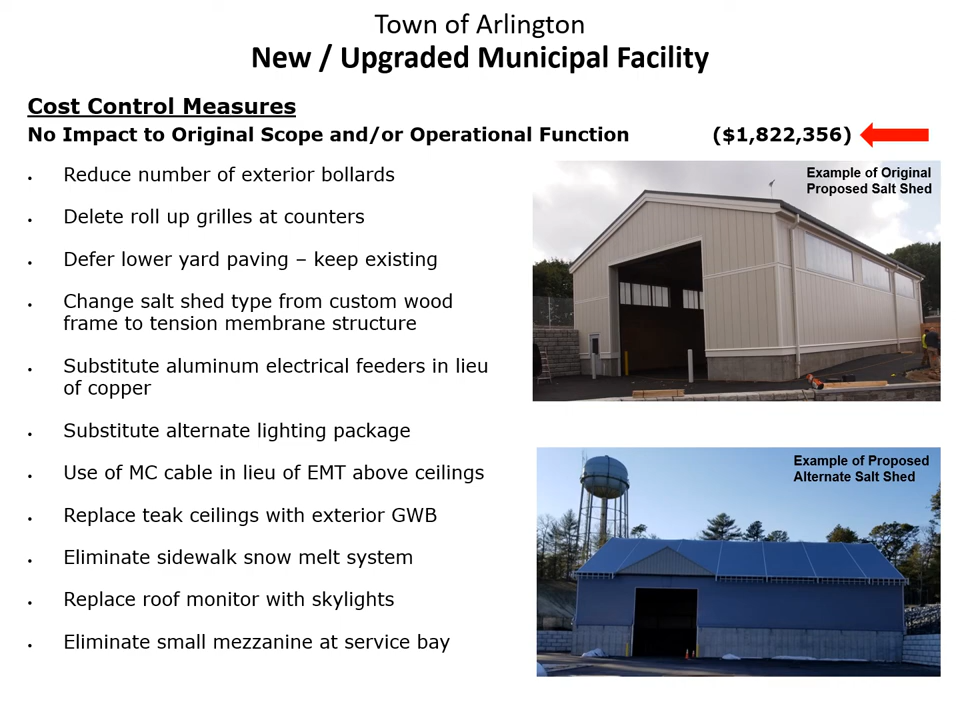 Town of Arlington
New / Upgraded Municipal Facility
Cost Control Measures
No Impact to Original Scope and/or Operational Function ($1,822,356)
• Reduce number of exterior bollards
• Delete roll up grilles at counters
• Defer lower yard paving – keep existing
• Change salt shed type from custom wood
frame to tension membrane structure
• Substitute aluminum electrical feeders in lieu
of copper
• Substitute alternate lighting package
• Use of MC cable in lieu of EMT above ceilings
• Replace teak ceilings with exterior GWB
• Eliminate sidewalk snow melt system
• Replace roof monitor with skylights
• Eliminate small mezzanine at service bay
Example of Original
Proposed Salt Shed
Example of Proposed
Alternate Salt Shed